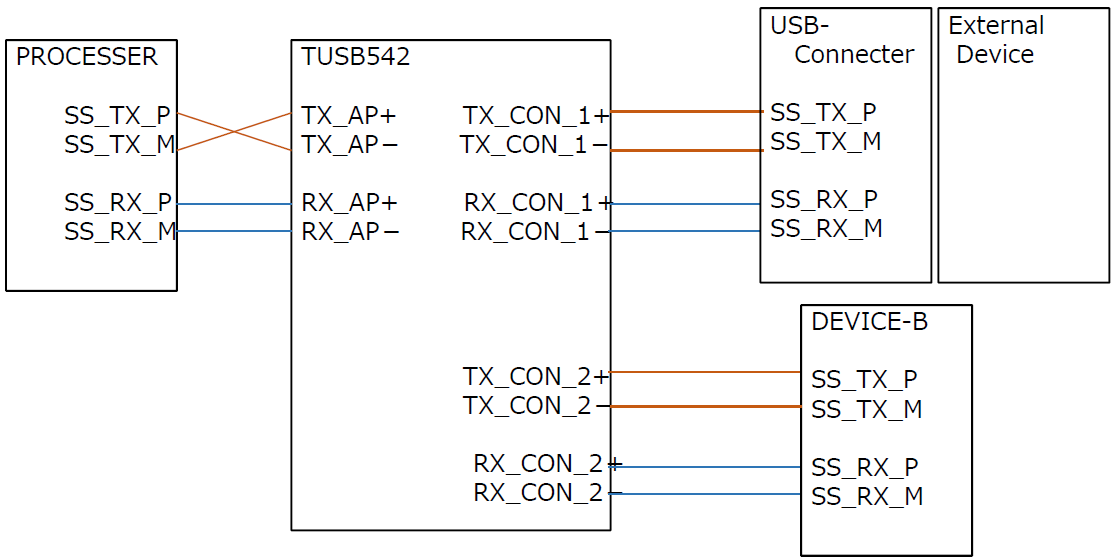 PROCESSER
SS_TX_P
SS_TX_M
SS_RX_P
SS_RX_M
TUSB542
TX_AP+
TX_AP−
RX_AP+
RX_AP−
TX_CON_1+
TX_CON_1−
RX_CON_1+
RX_CON_1−
TX_CON_2+
TX_CON_2−
RX_CON_2+
RX_CON_2−
USB-
Connecter
SS_TX_P
SS_TX_M
SS_RX_P
SS_RX_M
External
Device
DEVICE-B
SS_TX_P
SS_TX_M
SS_RX_P
SS_RX_M